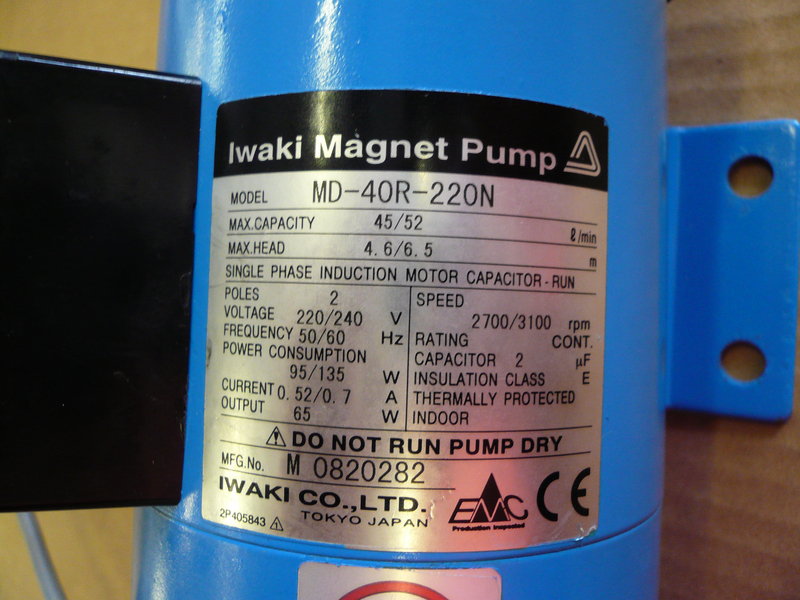 Iwaki Magnet Pump
MODEL MD-40R-220N
MAX.CAPACITY 45/52 ℓ/min
MAX.HEAD 4.6/6.5 m
SINGLE PHASE INDUCTION MOTOR CAPACITOR-RUN
POLES 2
VOLTAGE 220/240 V
FREQUENCY 50/60 Hz
POWER CONSUMPTION
95/135 W
CURRENT 0.52/0.7 A
OUTPUT 65 W
SPEED
2700/3100 rpm
RATING CONT.
CAPACITOR 2 μF
INSULATION CLASS E
THERMALLY PROTECTED
INDOOR
⚠ DO NOT RUN PUMP DRY
MFG.No. M 0820282
IWAKI CO.,LTD.
TOKYO JAPAN
2P405843 ⚠
EMC
Production Inspected
CE